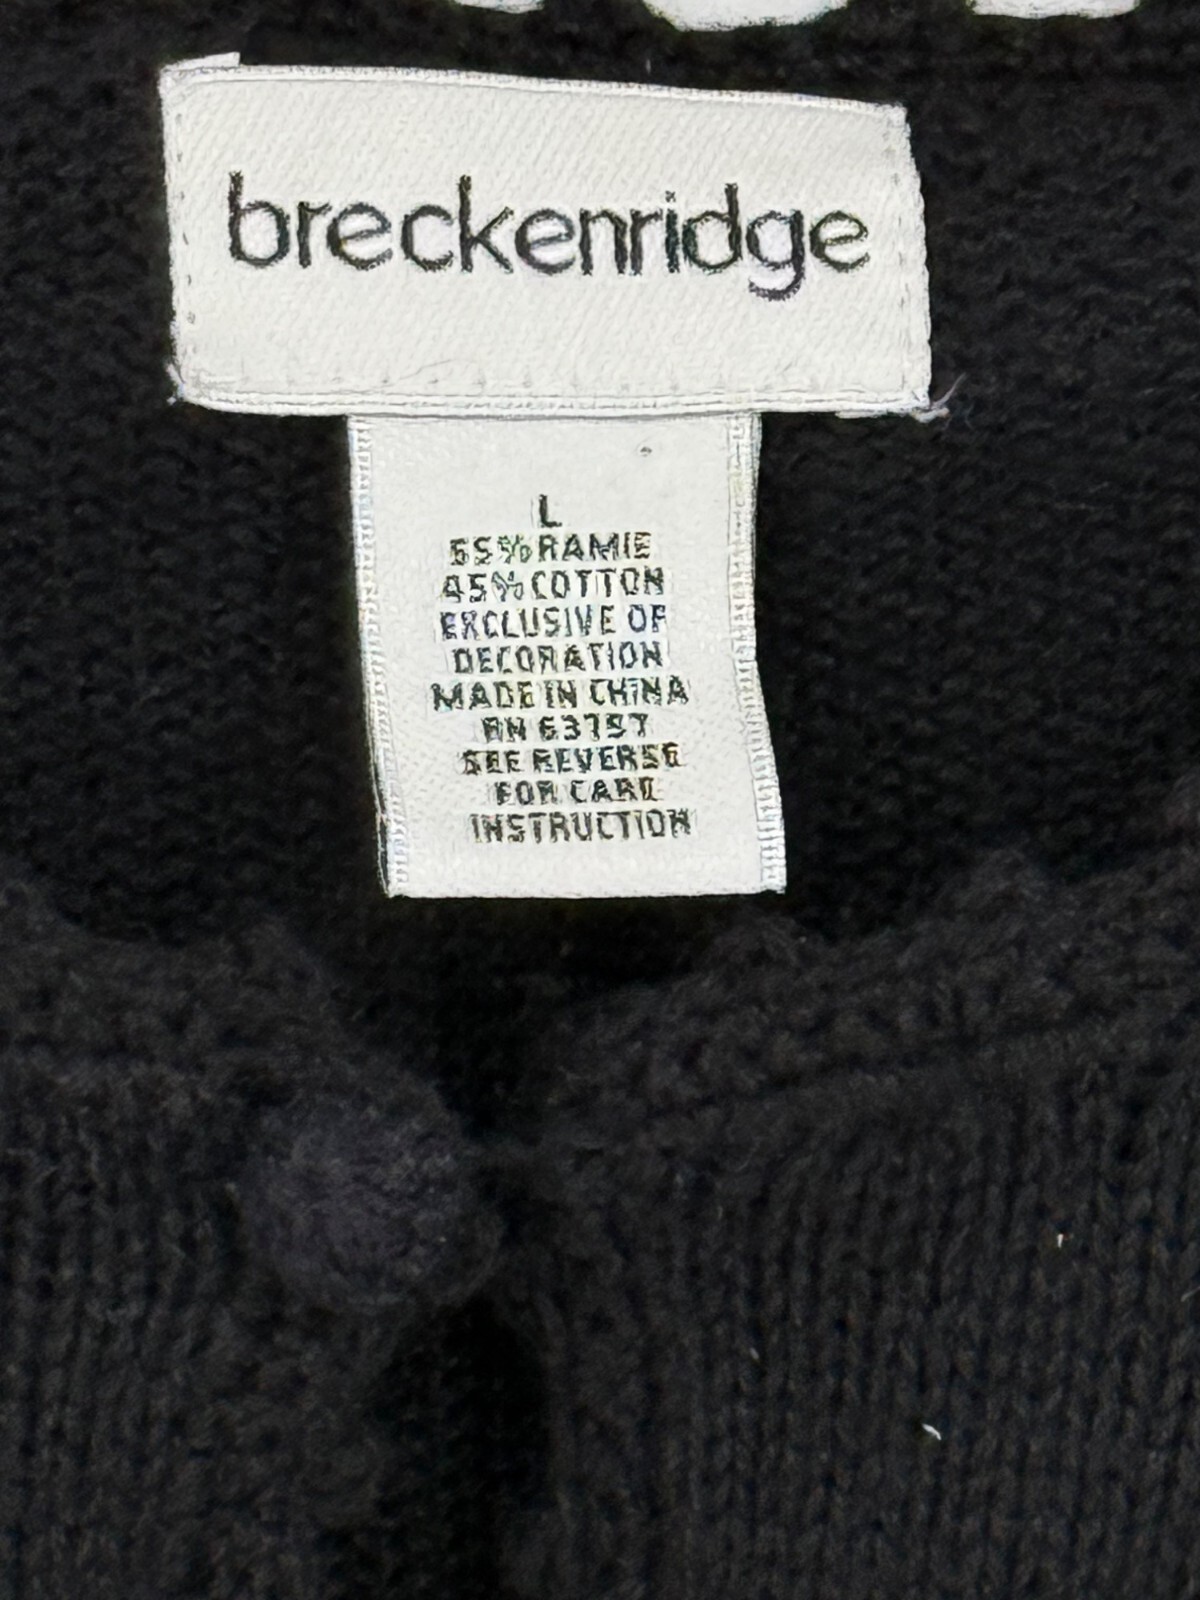 breckenridge
L
55% RAMIE
45% COTTON
EXCLUSIVE OF
DECORATION
MADE IN CHINA
RN 63797
SEE REVERSE
FOR CARE
INSTRUCTION